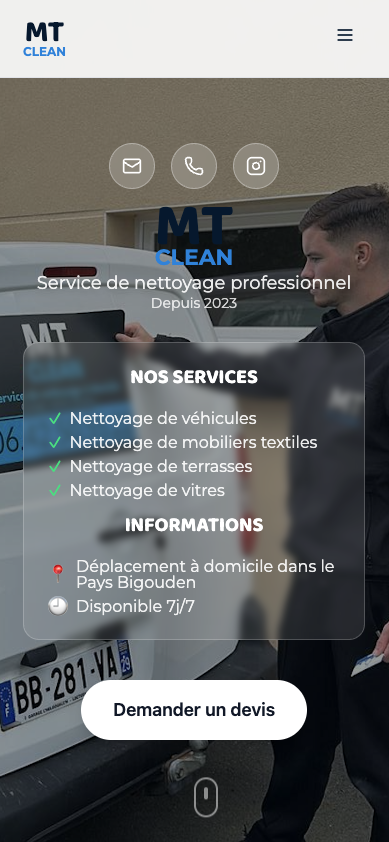 MT
CLEAN
MT
CLEAN
Service de nettoyage professionnel
Depuis 2023
MT
NOS SERVICES
Nettoyage de véhicules
Nettoyage de mobiliers textiles
Nettoyage de terrasses
Nettoyage de vitres
INFORMATIONS
Déplacement à domicile dans le
Pays Bigouden
Disponible 7j/7
BB-281-VA
Demander un devis